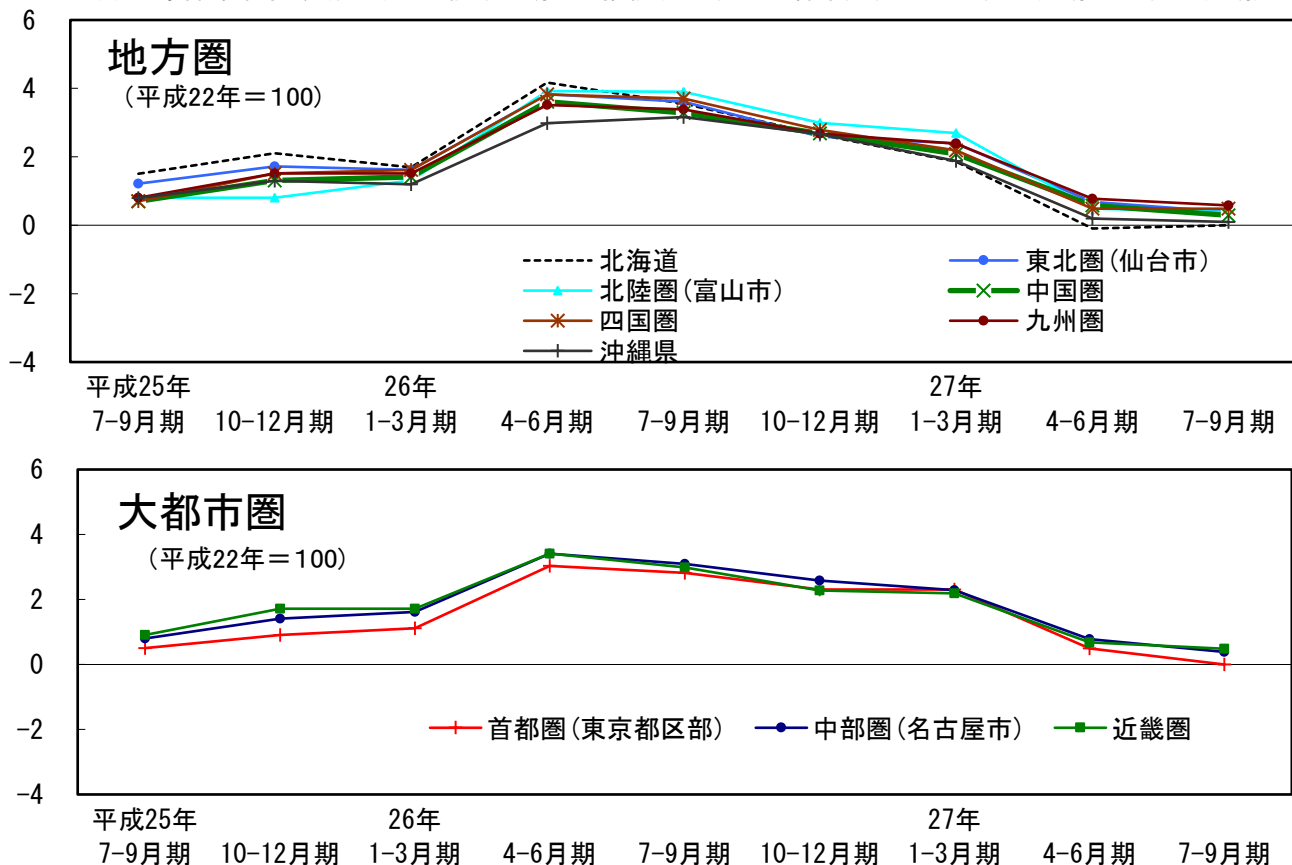 6
地方圏
(平成22年=100)
4
2
0
-2
-4
北海道
東北圏(仙台市)
北陸圏(富山市)
中国圏
四国圏
九州圏
沖縄県
平成25年 26年 27年
7-9月期 10-12月期 1-3月期 4-6月期 7-9月期 10-12月期 1-3月期 4-6月期 7-9月期
6
大都市圏
(平成22年=100)
4
2
0
-2
-4
首都圏(東京都区部) 中部圏(名古屋市) 近畿圏
平成25年 26年 27年
7-9月期 10-12月期 1-3月期 4-6月期 7-9月期 10-12月期 1-3月期 4-6月期 7-9月期